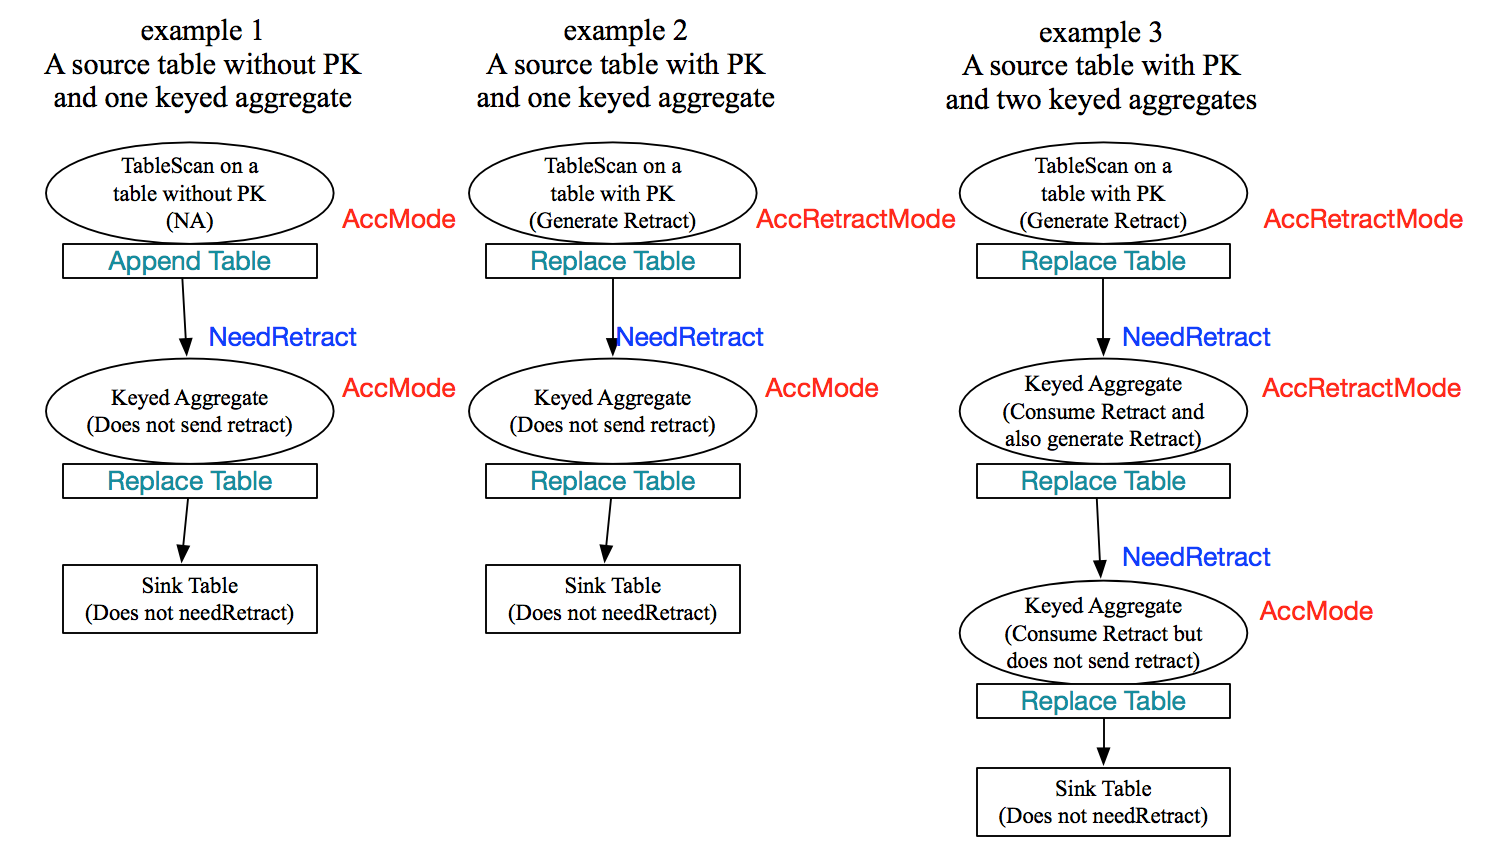 example 1
A source table without PK
and one keyed aggregate
TableScan on a
table without PK
(NA)
AccMode
Append Table
NeedRetract
Keyed Aggregate
(Does not send retract)
AccMode
Replace Table
Sink Table
(Does not needRetract)
example 2
A source table with PK
and one keyed aggregate
TableScan on a
table with PK
(Generate Retract)
AccRetractMode
Replace Table
NeedRetract
Keyed Aggregate
(Does not send retract)
AccMode
Replace Table
Sink Table
(Does not needRetract)
example 3
A source table with PK
and two keyed aggregates
TableScan on a
table with PK
(Generate Retract)
AccRetractMode
Replace Table
NeedRetract
Keyed Aggregate
(Consume Retract and
also generate Retract)
AccRetractMode
Replace Table
NeedRetract
Keyed Aggregate
(Consume Retract but
does not send retract)
AccMode
Replace Table
Sink Table
(Does not needRetract)